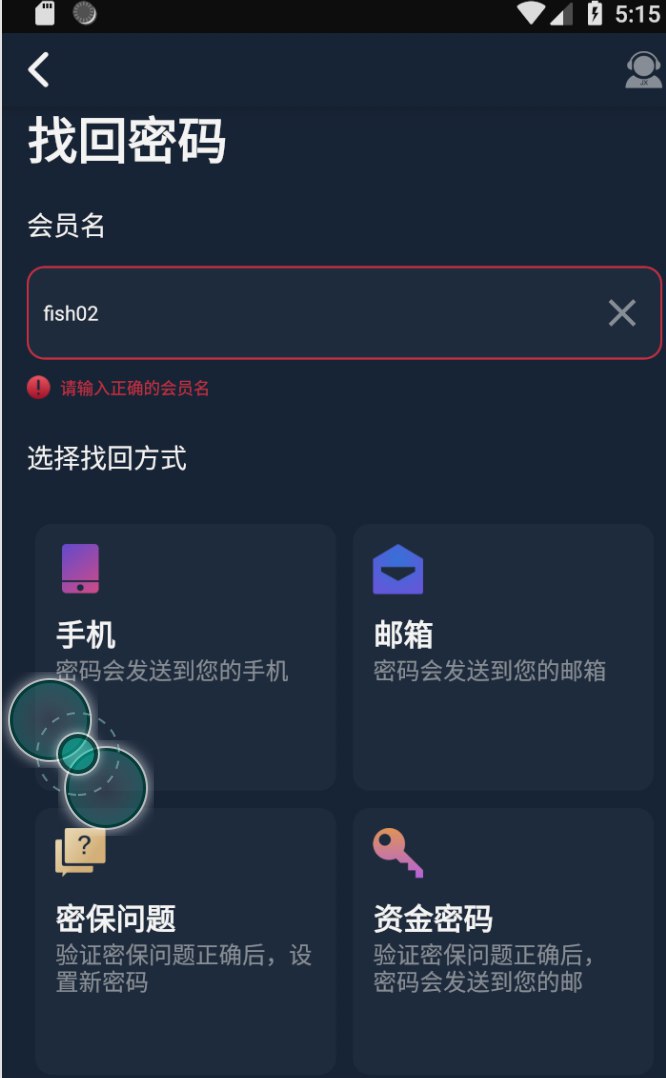 5:15
找回密码
会员名
fish02
请输入正确的会员名
选择找回方式
手机
密码会发送到您的手机
邮箱
密码会发送到您的邮箱
?
密保问题
验证密保问题正确后，设
置新密码
资金密码
验证密保问题正确后，
密码会发送到您的邮